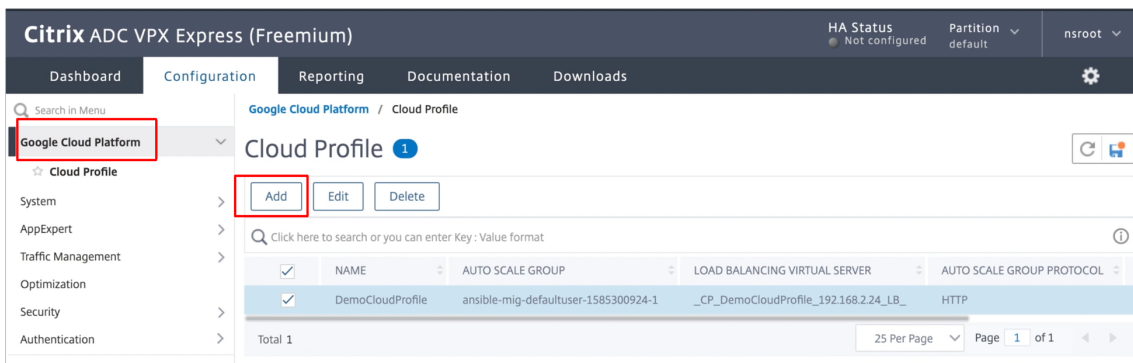 Citrix ADC VPX Express (Freemium)
HA Status
Not configured
Partition
default
nsroot
Dashboard
Configuration
Reporting
Documentation
Downloads
Search in Menu
Google Cloud Platform
Cloud Profile
System
AppExpert
Traffic Management
Optimization
Security
Authentication
Google Cloud Platform / Cloud Profile
Cloud Profile 1
Add
Edit
Delete
Click here to search or you can enter Key : Value format
NAME AUTO SCALE GROUP LOAD BALANCING VIRTUAL SERVER AUTO SCALE GROUP PROTOCOL
DemoCloudProfile ansible-mig-defaultuser-1585300924-1 _CP_DemoCloudProfile_192.168.2.24_LB_ HTTP
Total 1
25 Per Page
Page 1 of 1